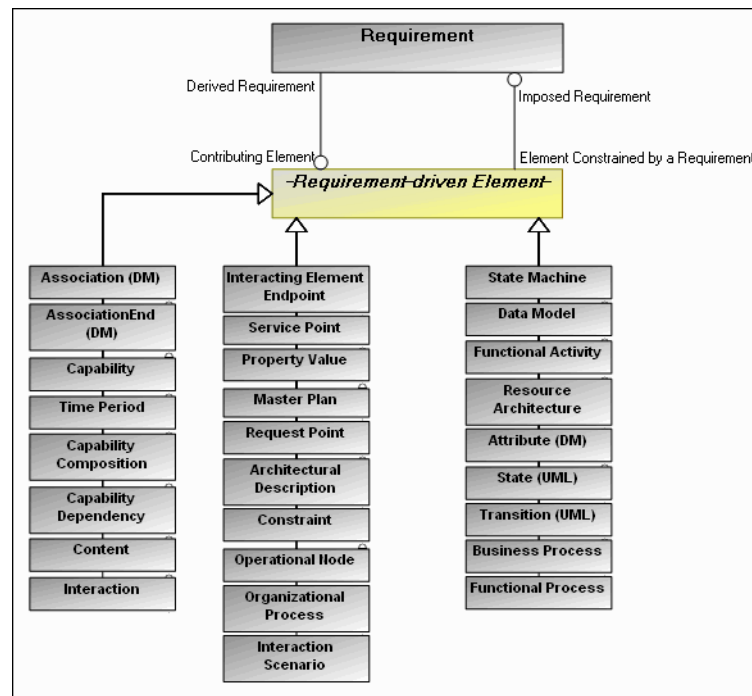 Requirement
Derived Requirement
Imposed Requirement
Contributing Element
Element Constrained by a Requirement
Requirement-driven Element
Association (DM)
AssociationEnd
(DM)
Capability
Time Period
Capability
Composition
Capability
Dependency
Content
Interaction
Interacting Element
Endpoint
Service Point
Property Value
Master Plan
Request Point
Architectural
Description
Constraint
Operational Node
Organizational
Process
Interaction
Scenario
State Machine
Data Model
Functional Activity
Resource
Architecture
Attribute (DM)
State (UML)
Transition (UML)
Business Process
Functional Process